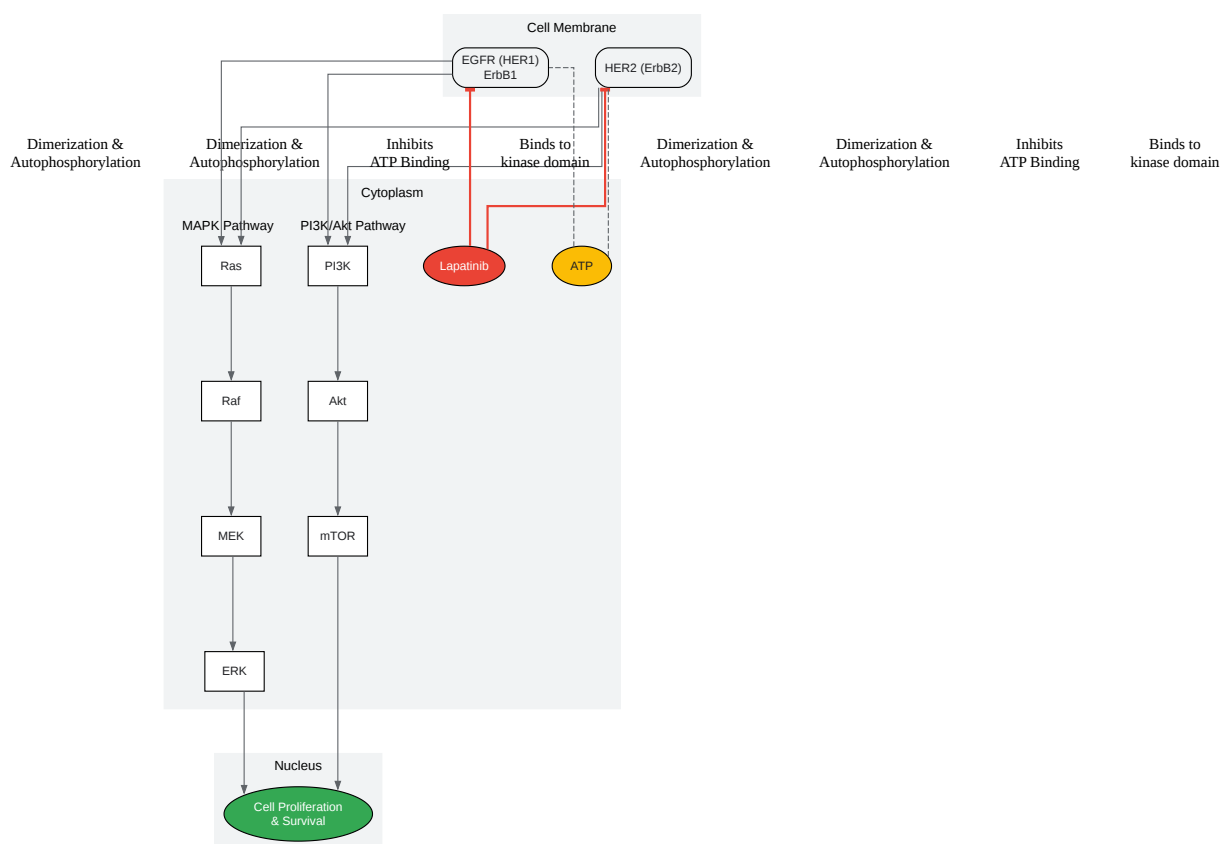 Cell Membrane
EGFR (HER1)
ErbB1
HER2 (ErbB2)
Dimerization &
Autophosphorylation
Dimerization &
Autophosphorylation
Inhibits
ATP Binding
Binds to
kinase domain
Dimerization &
Autophosphorylation
Dimerization &
Autophosphorylation
Inhibits
ATP Binding
Binds to
kinase domain
Cytoplasm
MAPK Pathway
PI3K/Akt Pathway
Ras
PI3K
Lapatinib
ATP
Raf
Akt
MEK
mTOR
ERK
Nucleus
Cell Proliferation
& Survival